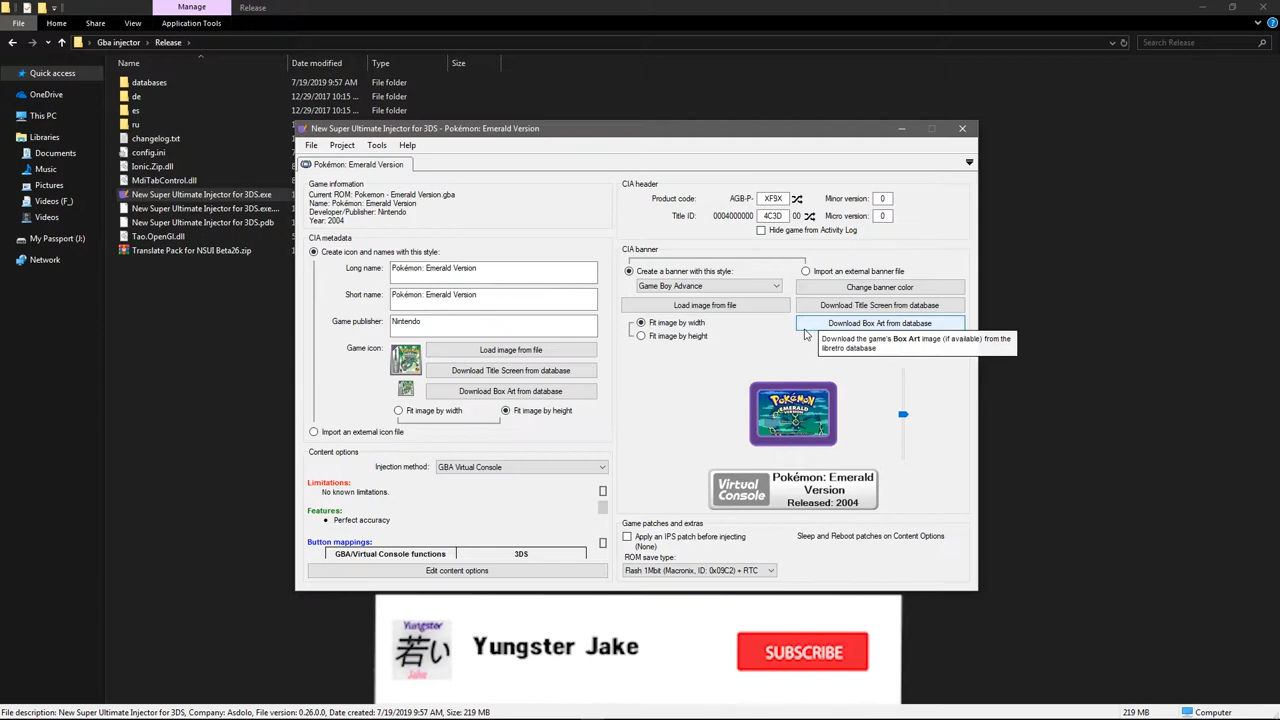 Manage
Release
File
Home
Share
View
Application Tools
Gba injector
Release
Search Release
Name
Date modified
Type
Size
Quick access
OneDrive
This PC
Libraries
Documents
Music
Pictures
Videos (F_)
Videos
My Passport (J:)
Network
databases 7/19/2019 9:57 AM File folder
de 12/29/2017 10:15 ... File folder
es 12/29/2017 10:15 ... File folder
ru
changelog.txt
config.ini
Ionic.Zip.dll
MdiTabControl.dll
New Super Ultimate Injector for 3DS.exe
New Super Ultimate Injector for 3DS.exe....
New Super Ultimate Injector for 3DS.pdb
Tao.OpenGl.dll
Translate Pack for NSUI Beta26.zip
New Super Ultimate Injector for 3DS - Pokémon: Emerald Version
File Project Tools Help
Pokémon: Emerald Version
Game information
Current ROM: Pokemon - Emerald Version.gba
Name: Pokémon: Emerald Version
Developer/Publisher: Nintendo
Year: 2004
CIA metadata
Create icon and names with this style:
Long name: Pokémon: Emerald Version
Short name: Pokémon: Emerald Version
Game publisher: Nintendo
Game icon:
Load image from file
Download Title Screen from database
Download Box Art from database
Fit image by width
Fit image by height
Import an external icon file
Content options
Injection method: GBA Virtual Console
Limitations:
No known limitations.
Features:
Perfect accuracy
Button mappings:
GBA/Virtual Console functions 3DS
Edit content options
CIA header
Product code: AGB-P- XF9X
Minor version: 0
Title ID: 0004000000 4C3D 00
Micro version: 0
Hide game from Activity Log
CIA banner
Create a banner with this style:
Import an external banner file
Game Boy Advance
Change banner color
Load image from file
Download Title Screen from database
Fit image by width
Download Box Art from database
Fit image by height
Download the game's Box Art image (if available) from the
libretro database
POKéMON
EMERALD
VERSION
Virtual
Console
Pokémon: Emerald
Version
Released: 2004
Game patches and extras
Apply an IPS patch before injecting
(None)
Sleep and Reboot patches on Content Options
ROM save type:
Flash 1Mbit (Macronix, ID: 0x09C2) + RTC
Yungster
若い
Jake
Yungster Jake
SUBSCRIBE
File description: New Super Ultimate Injector for 3DS, Company: Asdolo, File version: 0.26.0.0, Date created: 7/19/2019 9:57 AM, Size: 219 MB
219 MB
Computer